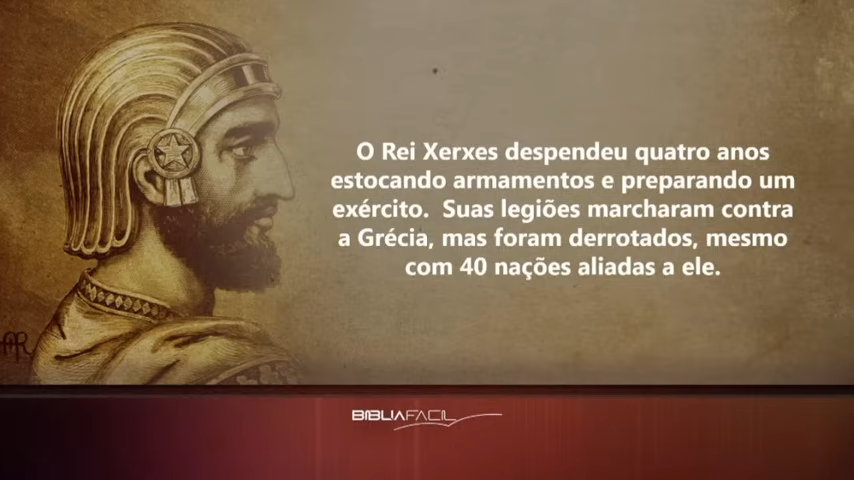 O Rei Xerxes despendeu quatro anos
estocando armamentos e preparando um
exército. Suas legiões marcharam contra
a Grécia, mas foram derrotados, mesmo
com 40 nações aliadas a ele.
BÍBLIAFACIL